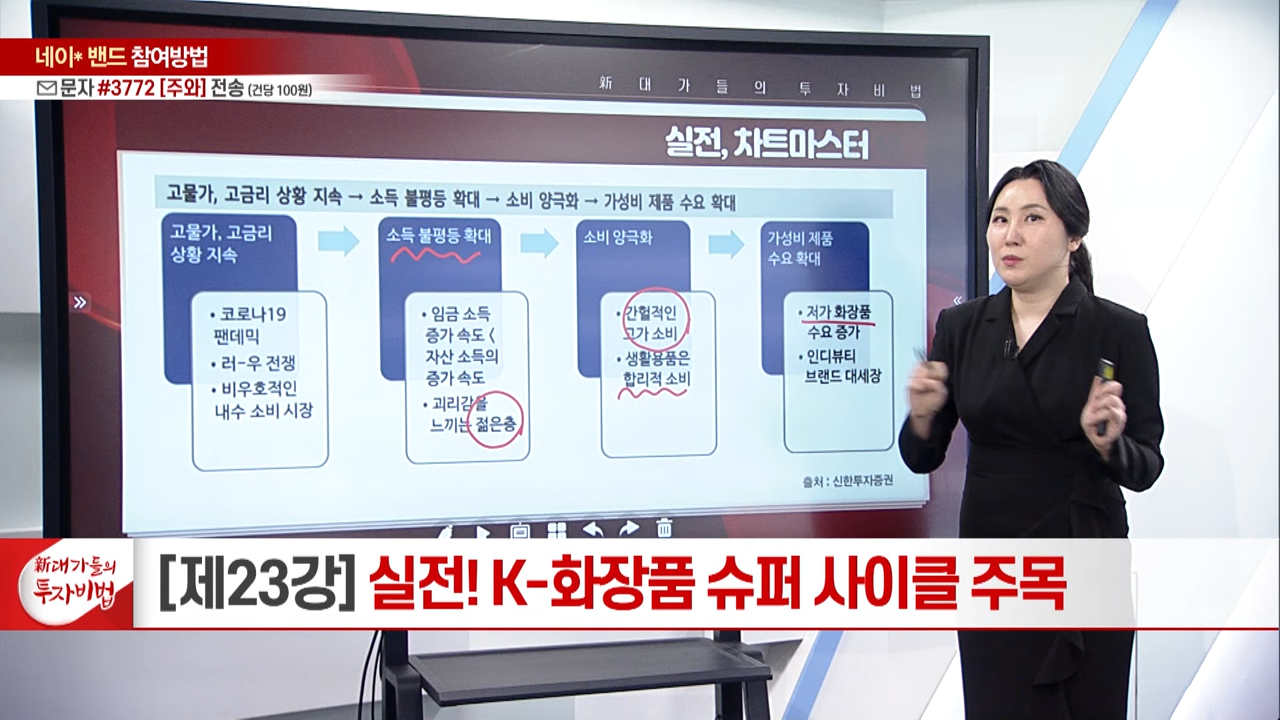 네이* 밴드 참여방법
문자 #3772 [주와] 전송 (건당 100원)
新 대 가 들 의 투 자 비 법
실전, 차트마스터
고물가, 고금리 상황 지속 → 소득 불평등 확대 → 소비 양극화 → 가성비 제품 수요 확대
고물가, 고금리
상황 지속
• 코로나19
팬데믹
• 러-우 전쟁
• 비우호적인
내수 소비 시장
소득 불평등 확대
• 임금 소득
증가 속도 <
자산 소득의
증가 속도
• 괴리감을
느끼는 젊은층
소비 양극화
• 간헐적인
고가 소비
• 생활용품은
합리적 소비
가성비 제품
수요 확대
• 저가 화장품
수요 증가
• 인디뷰티
브랜드 대세장
출처 : 신한투자증권
新대가들의
투자비법
[제23강] 실전! K-화장품 슈퍼 사이클 주목